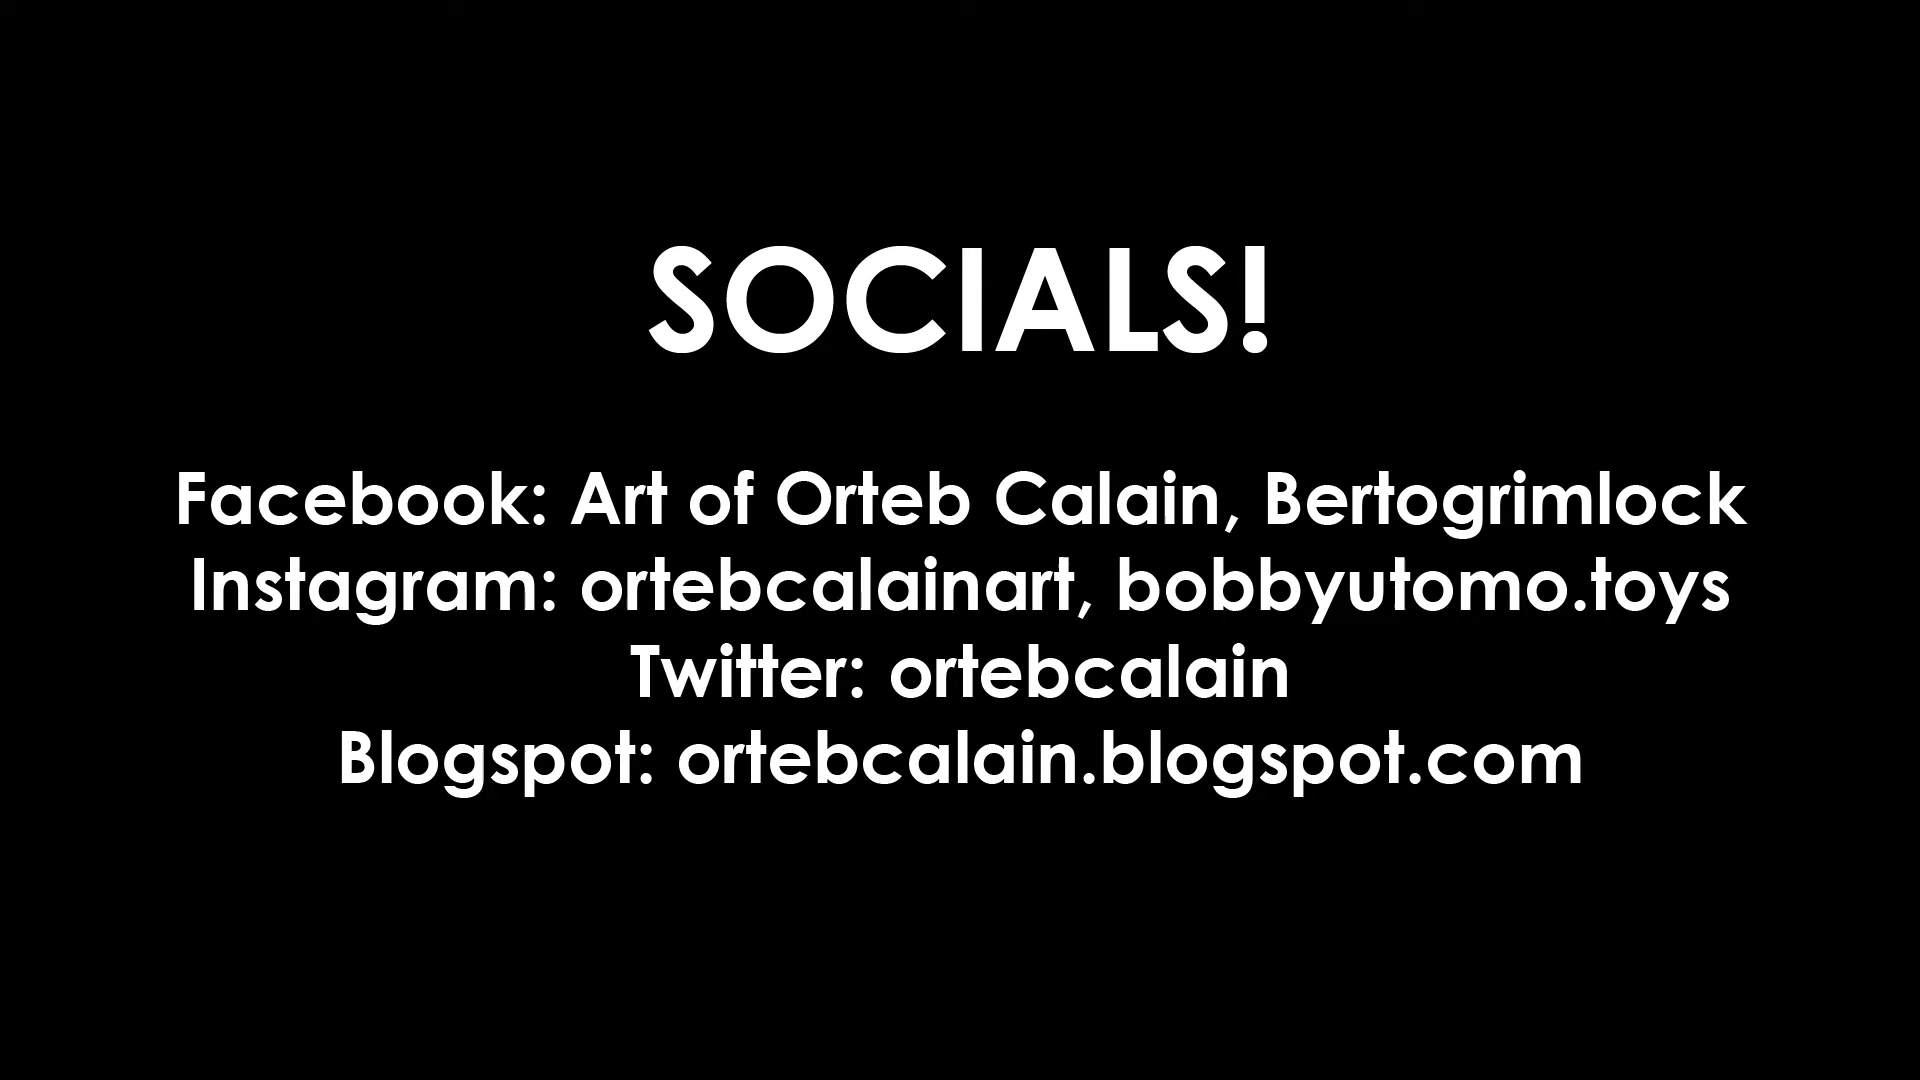 SOCIALS!
Facebook: Art of Orteb Calain, Bertogrimlock
Instagram: ortebcalainart, bobbyutomo.toys
Twitter: ortebcalain
Blogspot: ortebcalain.blogspot.com